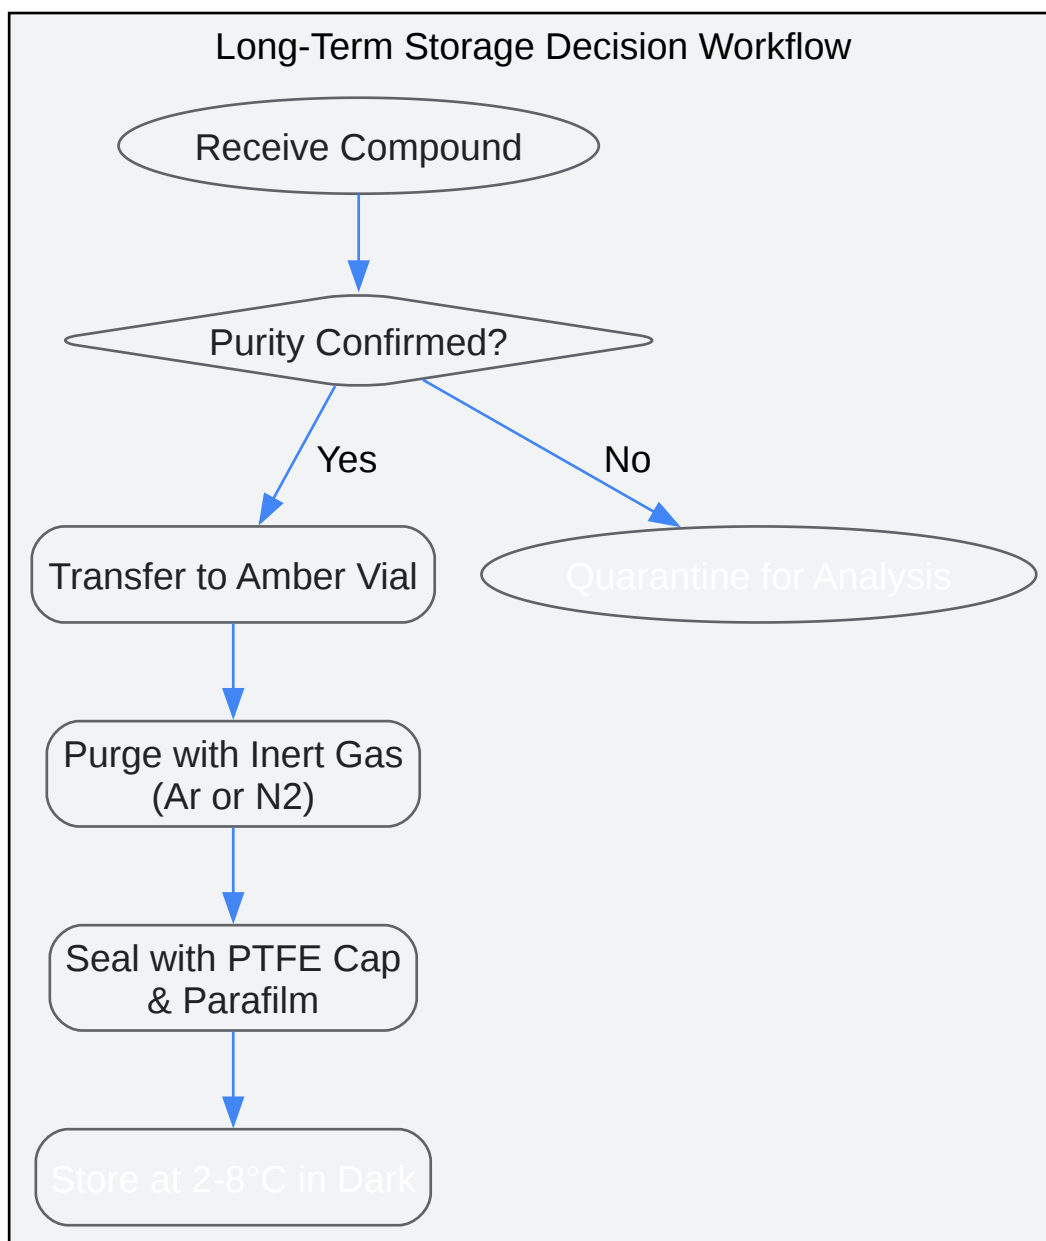 Long-Term Storage Decision Workflow
Receive Compound
Purity Confirmed?
Yes
No
Transfer to Amber Vial
Quarantine for Analysis
Purge with Inert Gas
(Ar or N2)
Seal with PTFE Cap
& Parafilm
Store at 2-8°C in Dark